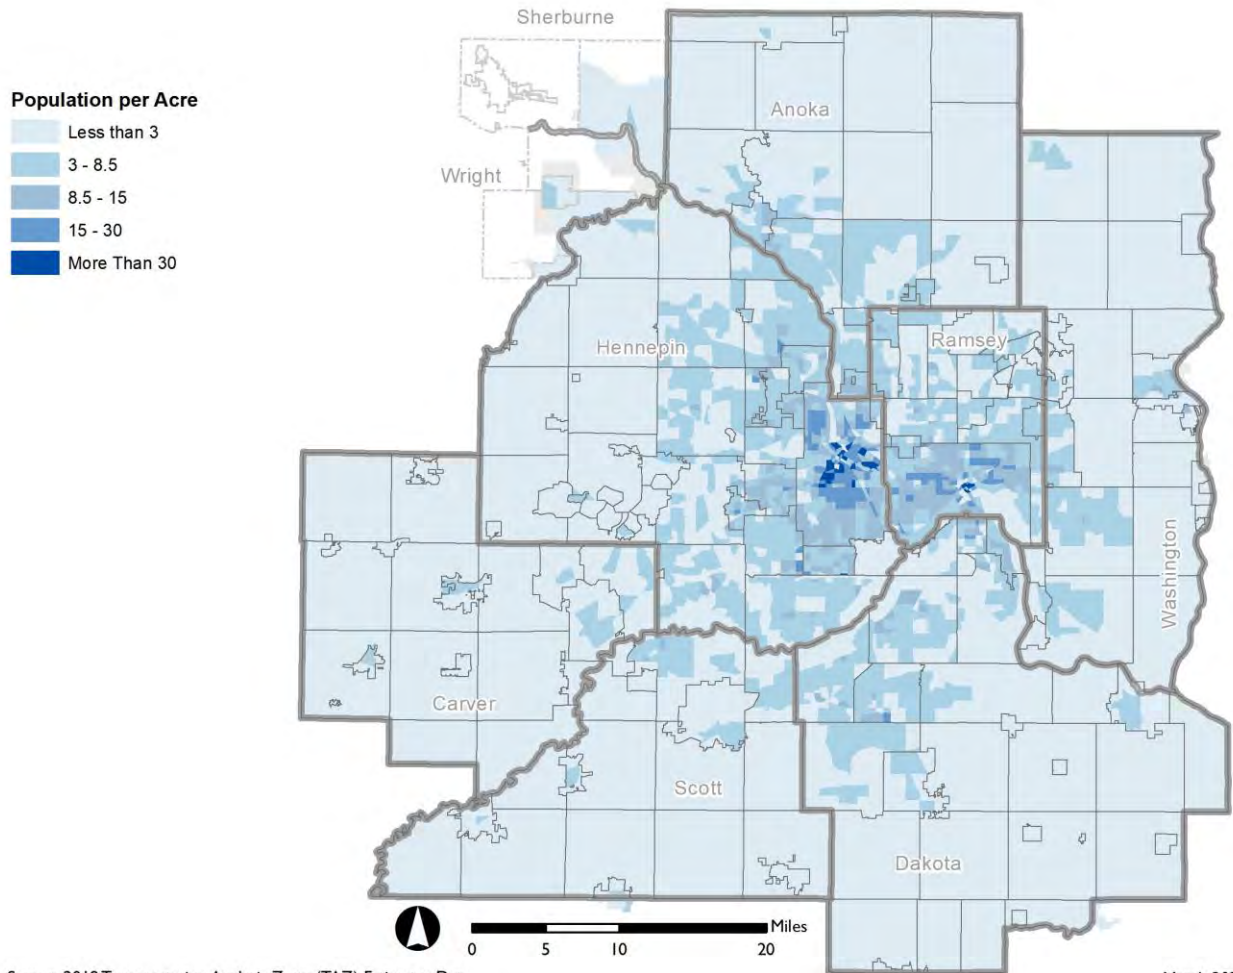 Sherburne
Population per Acre
Less than 3
3 - 8.5
8.5 - 15
15 - 30
More Than 30
Anoka
Wright
Hennepin
Ramsey
Washington
Carver
Scott
Dakota
Miles
0 5 10 20